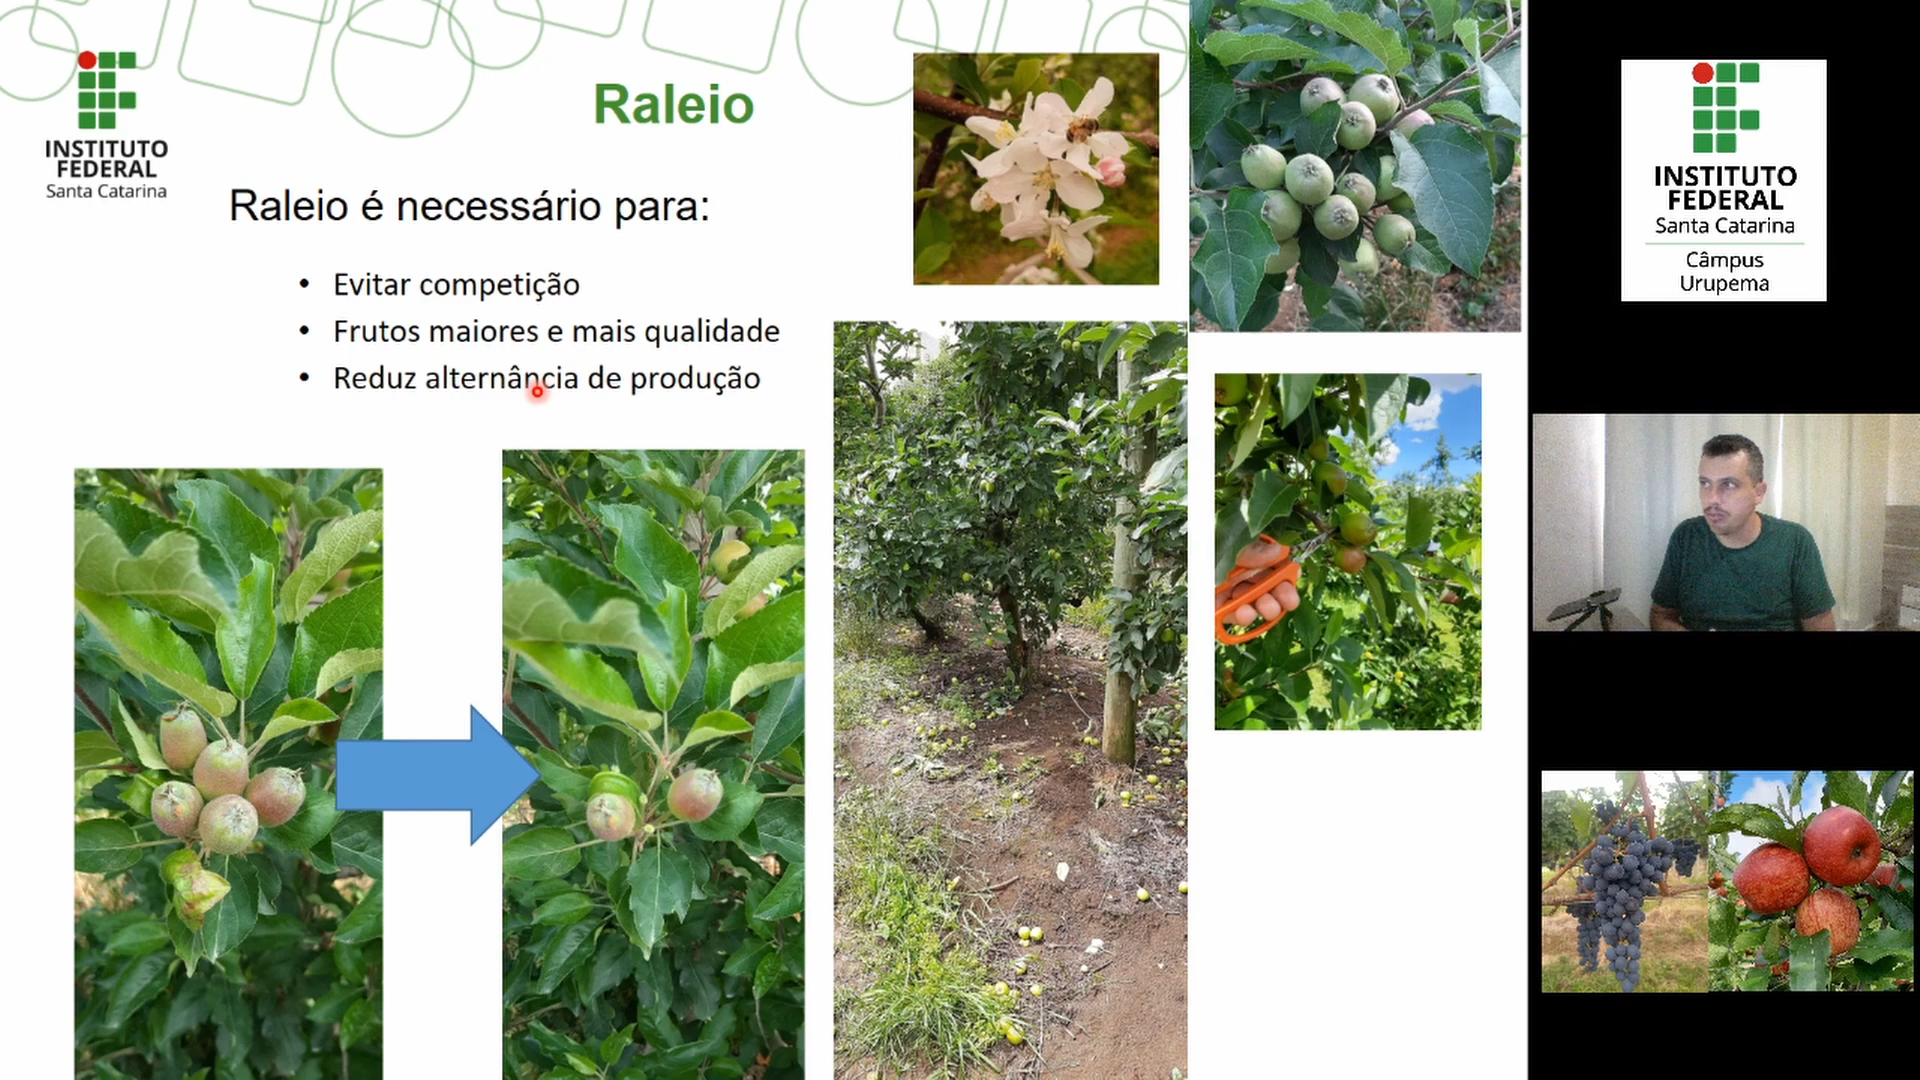 INSTITUTO
FEDERAL
Santa Catarina
Raleio
Raleio é necessário para:
• Evitar competição
• Frutos maiores e mais qualidade
• Reduz alternância de produção
INSTITUTO
FEDERAL
Santa Catarina
Câmpus
Urupema